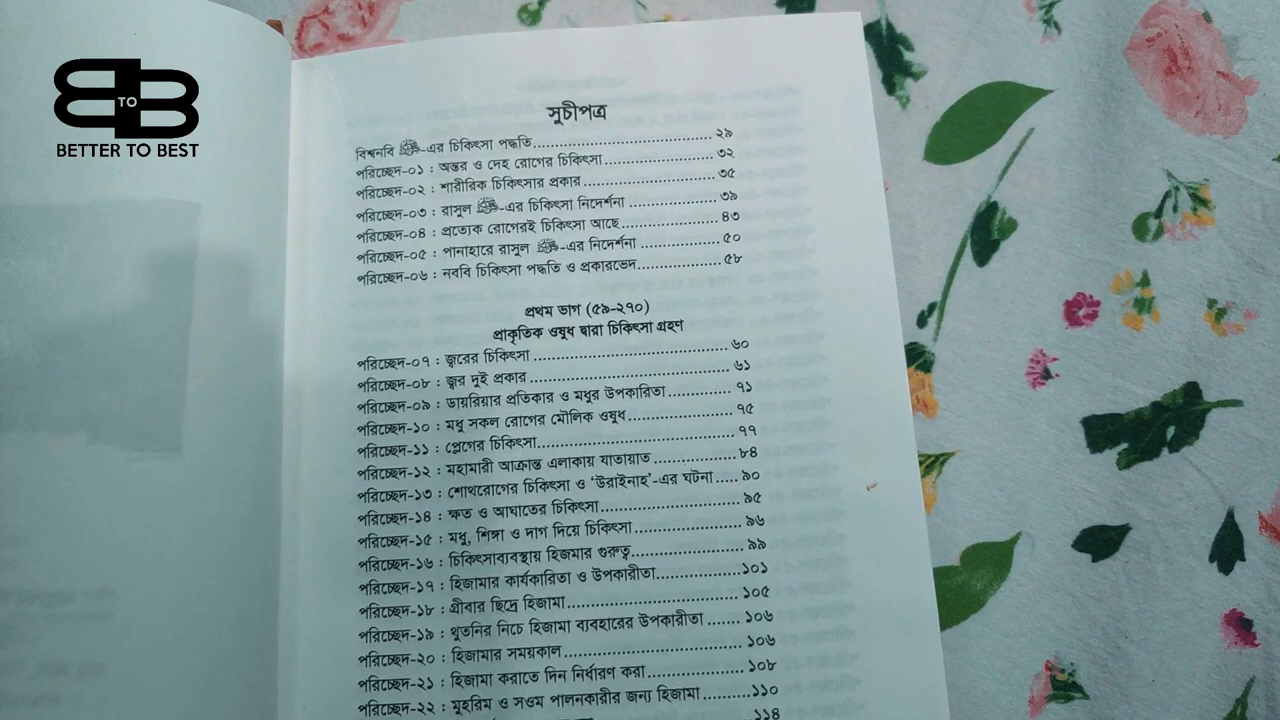 B TO B
BETTER TO BEST
সূচীপত্র
বিশ্বনবি ﷺ-এর চিকিৎসা পদ্ধতি.................... ২৯
পরিচ্ছেদ-০১ : অন্তর ও দেহ রোগের চিকিৎসা.................... ৩২
পরিচ্ছেদ-০২ : শারীরিক চিকিৎসার প্রকার.................... ৩৫
পরিচ্ছেদ-০৩ : রাসুল ﷺ-এর চিকিৎসা নিদের্শনা.................... ৩৯
পরিচ্ছেদ-০৪ : প্রত্যেক রোগেরই চিকিৎসা আছে.................... ৪৩
পরিচ্ছেদ-০৫ : পানাহারে রাসুল ﷺ-এর নিদের্শনা.................... ৫০
পরিচ্ছেদ-০৬ : নববি চিকিৎসা পদ্ধতি ও প্রকারভেদ.................... ৫৮
প্রথম ভাগ (৫৯-২৭০)
প্রাকৃতিক ওষুধ দ্বারা চিকিৎসা গ্রহণ
পরিচ্ছেদ-০৭ : জ্বরের চিকিৎসা.................... ৬০
পরিচ্ছেদ-০৮ : জ্বর দুই প্রকার.................... ৬১
পরিচ্ছেদ-০৯ : ডায়রিয়ার প্রতিকার ও মধুর উপকারিতা.................... ৭১
পরিচ্ছেদ-১০ : মধু সকল রোগের মৌলিক ওষুধ.................... ৭৫
পরিচ্ছেদ-১১ : প্লেগের চিকিৎসা.................... ৭৭
পরিচ্ছেদ-১২ : মহামারী আক্রান্ত এলাকায় যাতায়াত.................... ৮৪
পরিচ্ছেদ-১৩ : শোথরোগের চিকিৎসা ও ‘উরাইনাহ’-এর ঘটনা..... ৯০
পরিচ্ছেদ-১৪ : ক্ষত ও আঘাতের চিকিৎসা.................... ৯৫
পরিচ্ছেদ-১৫ : মধু, শিঙ্গা ও দাগ দিয়ে চিকিৎসা.................... ৯৬
পরিচ্ছেদ-১৬ : চিকিৎসাব্যবস্থায় হিজমার গুরুত্ব.................... ৯৯
পরিচ্ছেদ-১৭ : হিজামার কার্যকারিতা ও উপকারীতা.................... ১০১
পরিচ্ছেদ-১৮ : গ্রীবার ছিদ্রে হিজামা.................... ১০৫
পরিচ্ছেদ-১৯ : থুতনির নিচে হিজামা ব্যবহারের উপকারীতা ....... ১০৬
পরিচ্ছেদ-২০ : হিজামার সময়কাল.................... ১০৬
পরিচ্ছেদ-২১ : হিজামা করাতে দিন নির্ধারণ করা.................... ১০৮
পরিচ্ছেদ-২২ : মুহরিম ও সওম পালনকারীর জন্য হিজামা...........১১০
১১৪